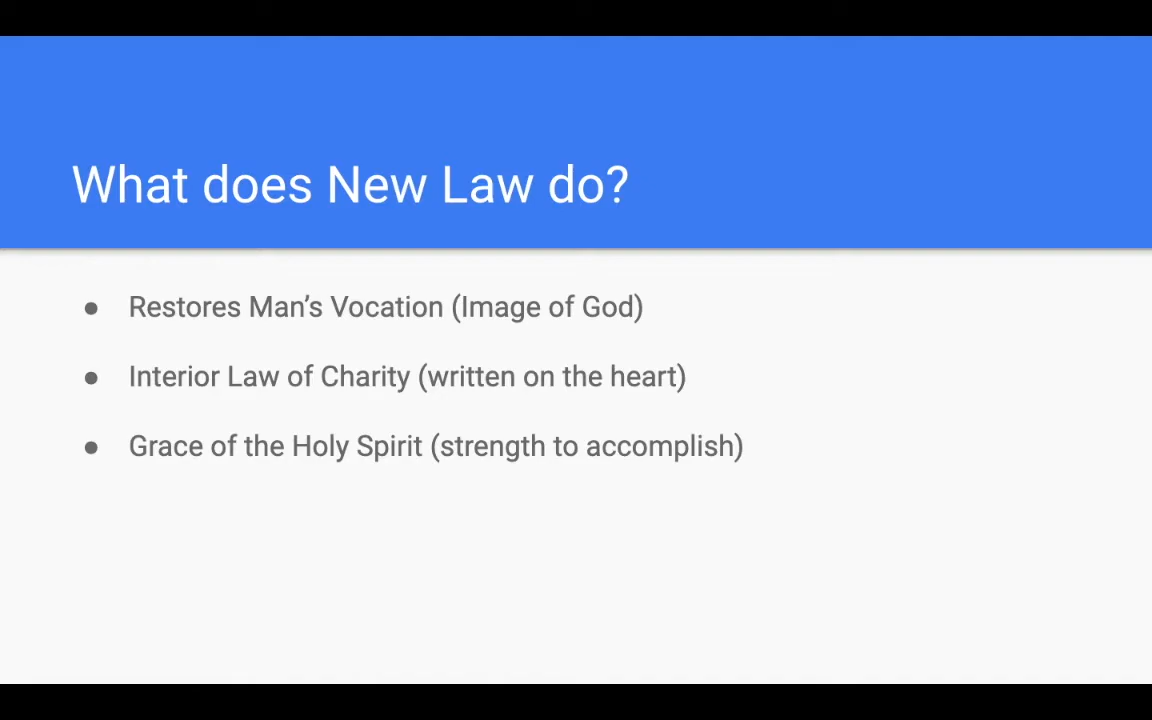 What does New Law do?
● Restores Man’s Vocation (Image of God)
● Interior Law of Charity (written on the heart)
● Grace of the Holy Spirit (strength to accomplish)